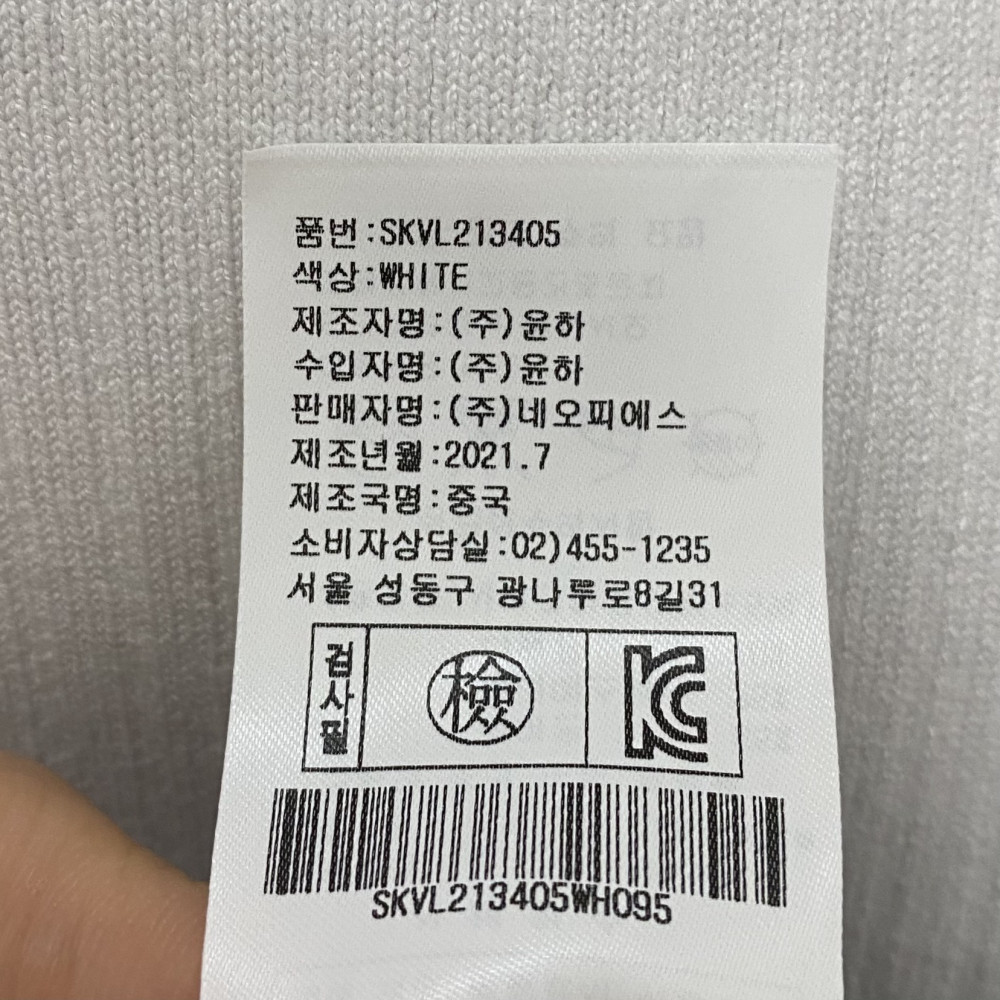 품번:SKVL213405
색상:WHITE
제조자명:(주)윤하
수입자명:(주)윤하
판매자명:(주)네오피에스
제조년월:2021.7
제조국명:중국
소비자상담실:02)455-1235
서울 성동구 광나루로8길31
검사필
檢
KC
SKVL213405WH095